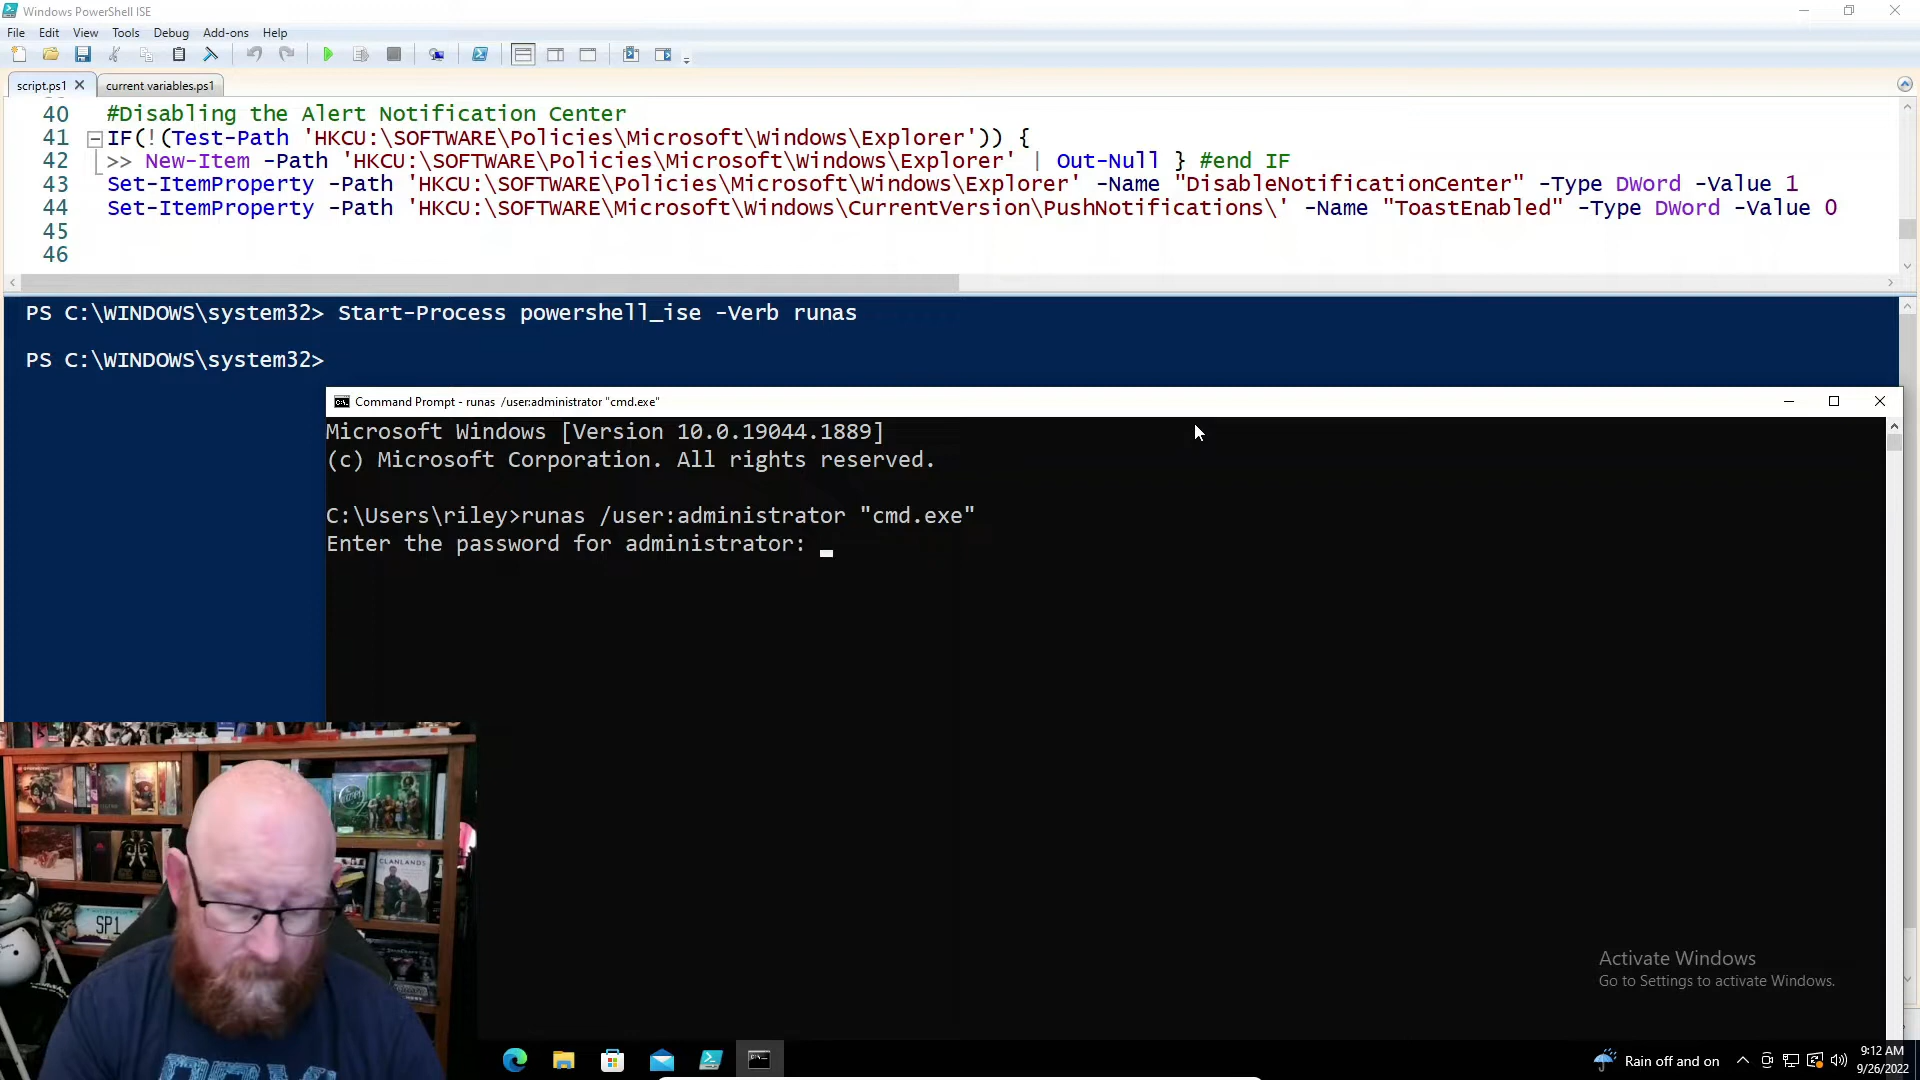 Windows PowerShell ISE
File Edit View Tools Debug Add-ons Help
script.ps1 current variables.ps1
40 #Disabling the Alert Notification Center
41 IF(!(Test-Path 'HKCU:\SOFTWARE\Policies\Microsoft\Windows\Explorer')) {
42 >> New-Item -Path 'HKCU:\SOFTWARE\Policies\Microsoft\Windows\Explorer' | Out-Null } #end IF
43 Set-ItemProperty -Path 'HKCU:\SOFTWARE\Policies\Microsoft\Windows\Explorer' -Name "DisableNotificationCenter" -Type DWord -Value 1
44 Set-ItemProperty -Path 'HKCU:\SOFTWARE\Microsoft\Windows\CurrentVersion\PushNotifications\' -Name "ToastEnabled" -Type DWord -Value 0
45
46
PS C:\WINDOWS\system32> Start-Process powershell_ise -Verb runas
PS C:\WINDOWS\system32>
Command Prompt - runas /user:administrator "cmd.exe"
Microsoft Windows [Version 10.0.19044.1889]
(c) Microsoft Corporation. All rights reserved.
C:\Users\riley>runas /user:administrator "cmd.exe"
Enter the password for administrator:
CLANLANDS
SP1
Activate Windows
Go to Settings to activate Windows.
Rain off and on
9:12 AM
9/26/2022